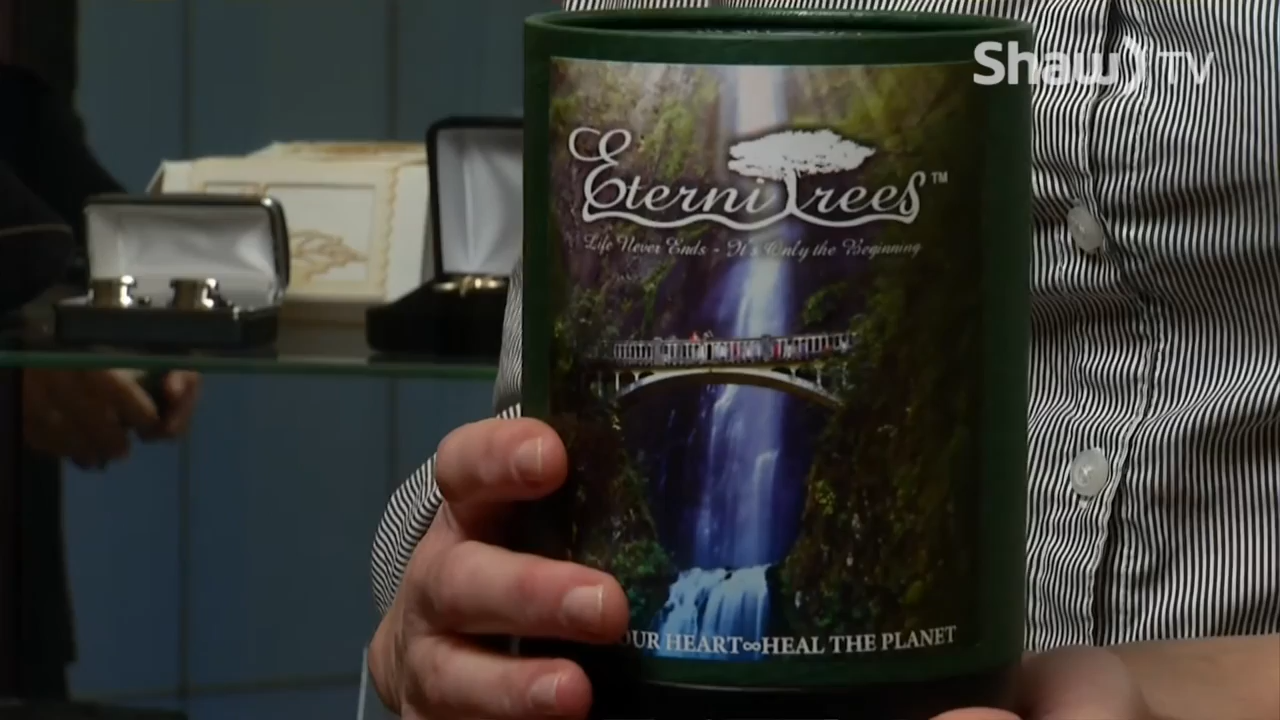 Shaw TV
EterniTrees™
Life Never Ends - It's Only the Beginning
OUR HEART∞HEAL THE PLANET